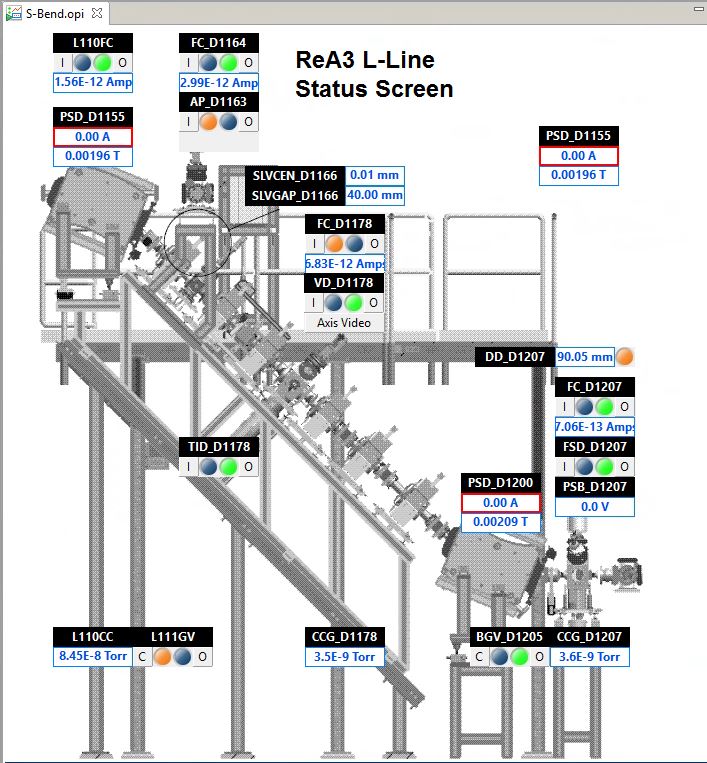 S-Bend.opi
ReA3 L-Line
Status Screen
L110FC
I O
1.56E-12 Amp
FC_D1164
I O
2.99E-12 Amp
AP_D1163
I O
PSD_D1155
0.00 A
0.00196 T
PSD_D1155
0.00 A
0.00196 T
SLVCEN_D1166 0.01 mm
SLVGAP_D1166 40.00 mm
FC_D1178
I O
6.83E-12 Amps
VD_D1178
I O
Axis Video
DD_D1207 90.05 mm
FC_D1207
I O
7.06E-13 Amps
FSD_D1207
I O
PSB_D1207
0.0 V
TID_D1178
I O
PSD_D1200
0.00 A
0.00209 T
L110CC L111GV
8.45E-8 Torr C O
CCG_D1178
3.5E-9 Torr
BGV_D1205 CCG_D1207
C O 3.6E-9 Torr